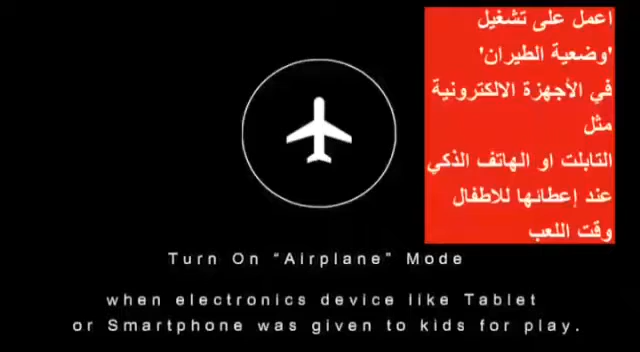 اعمل على تشغيل
'وضعية الطيران'
في الأجهزة الالكترونية
مثل
التابلت او الهاتف الذكي
عند إعطائها للاطفال
وقت اللعب
Turn On “Airplane” Mode
when electronics device like Tablet
or Smartphone was given to kids for play.